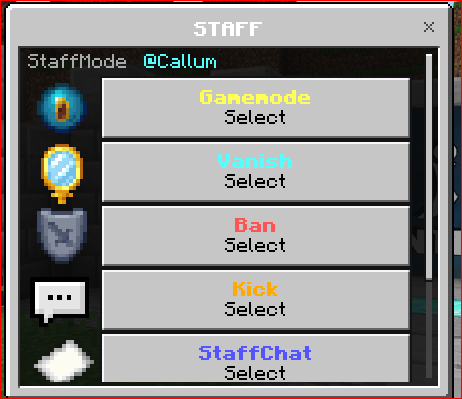 STAFF
StaffMode @Callum
Gamemode
Select
Vanish
Select
Ban
Select
Kick
Select
StaffChat
Select